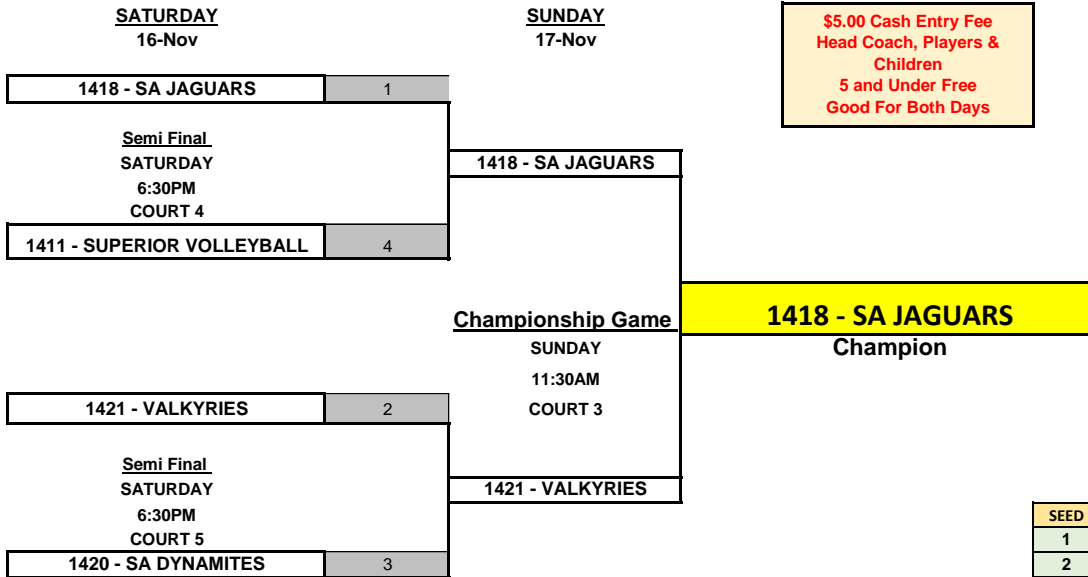 SATURDAY
16-Nov
SUNDAY
17-Nov
$5.00 Cash Entry Fee
Head Coach, Players &
Children
5 and Under Free
Good For Both Days
1418 - SA JAGUARS 1
Semi Final
SATURDAY
6:30PM
COURT 4
1411 - SUPERIOR VOLLEYBALL 4
1418 - SA JAGUARS
Championship Game
SUNDAY
11:30AM
COURT 3
1418 - SA JAGUARS
Champion
1421 - VALKYRIES 2
Semi Final
SATURDAY
6:30PM
COURT 5
1420 - SA DYNAMITES 3
1421 - VALKYRIES
SEED
1
2